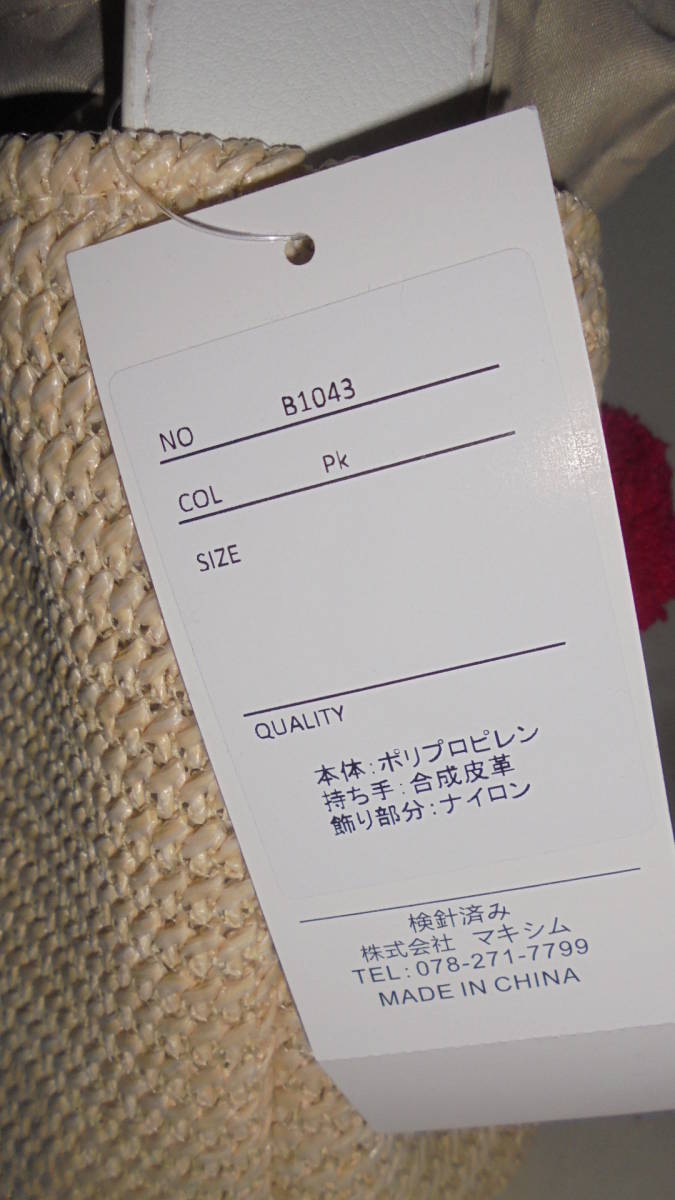 NO B1043
COL Pk
SIZE
QUALITY
本体:ポリプロピレン
持ち手:合成皮革
飾り部分:ナイロン
検針済み
株式会社 マキシム
TEL:078-271-7799
MADE IN CHINA